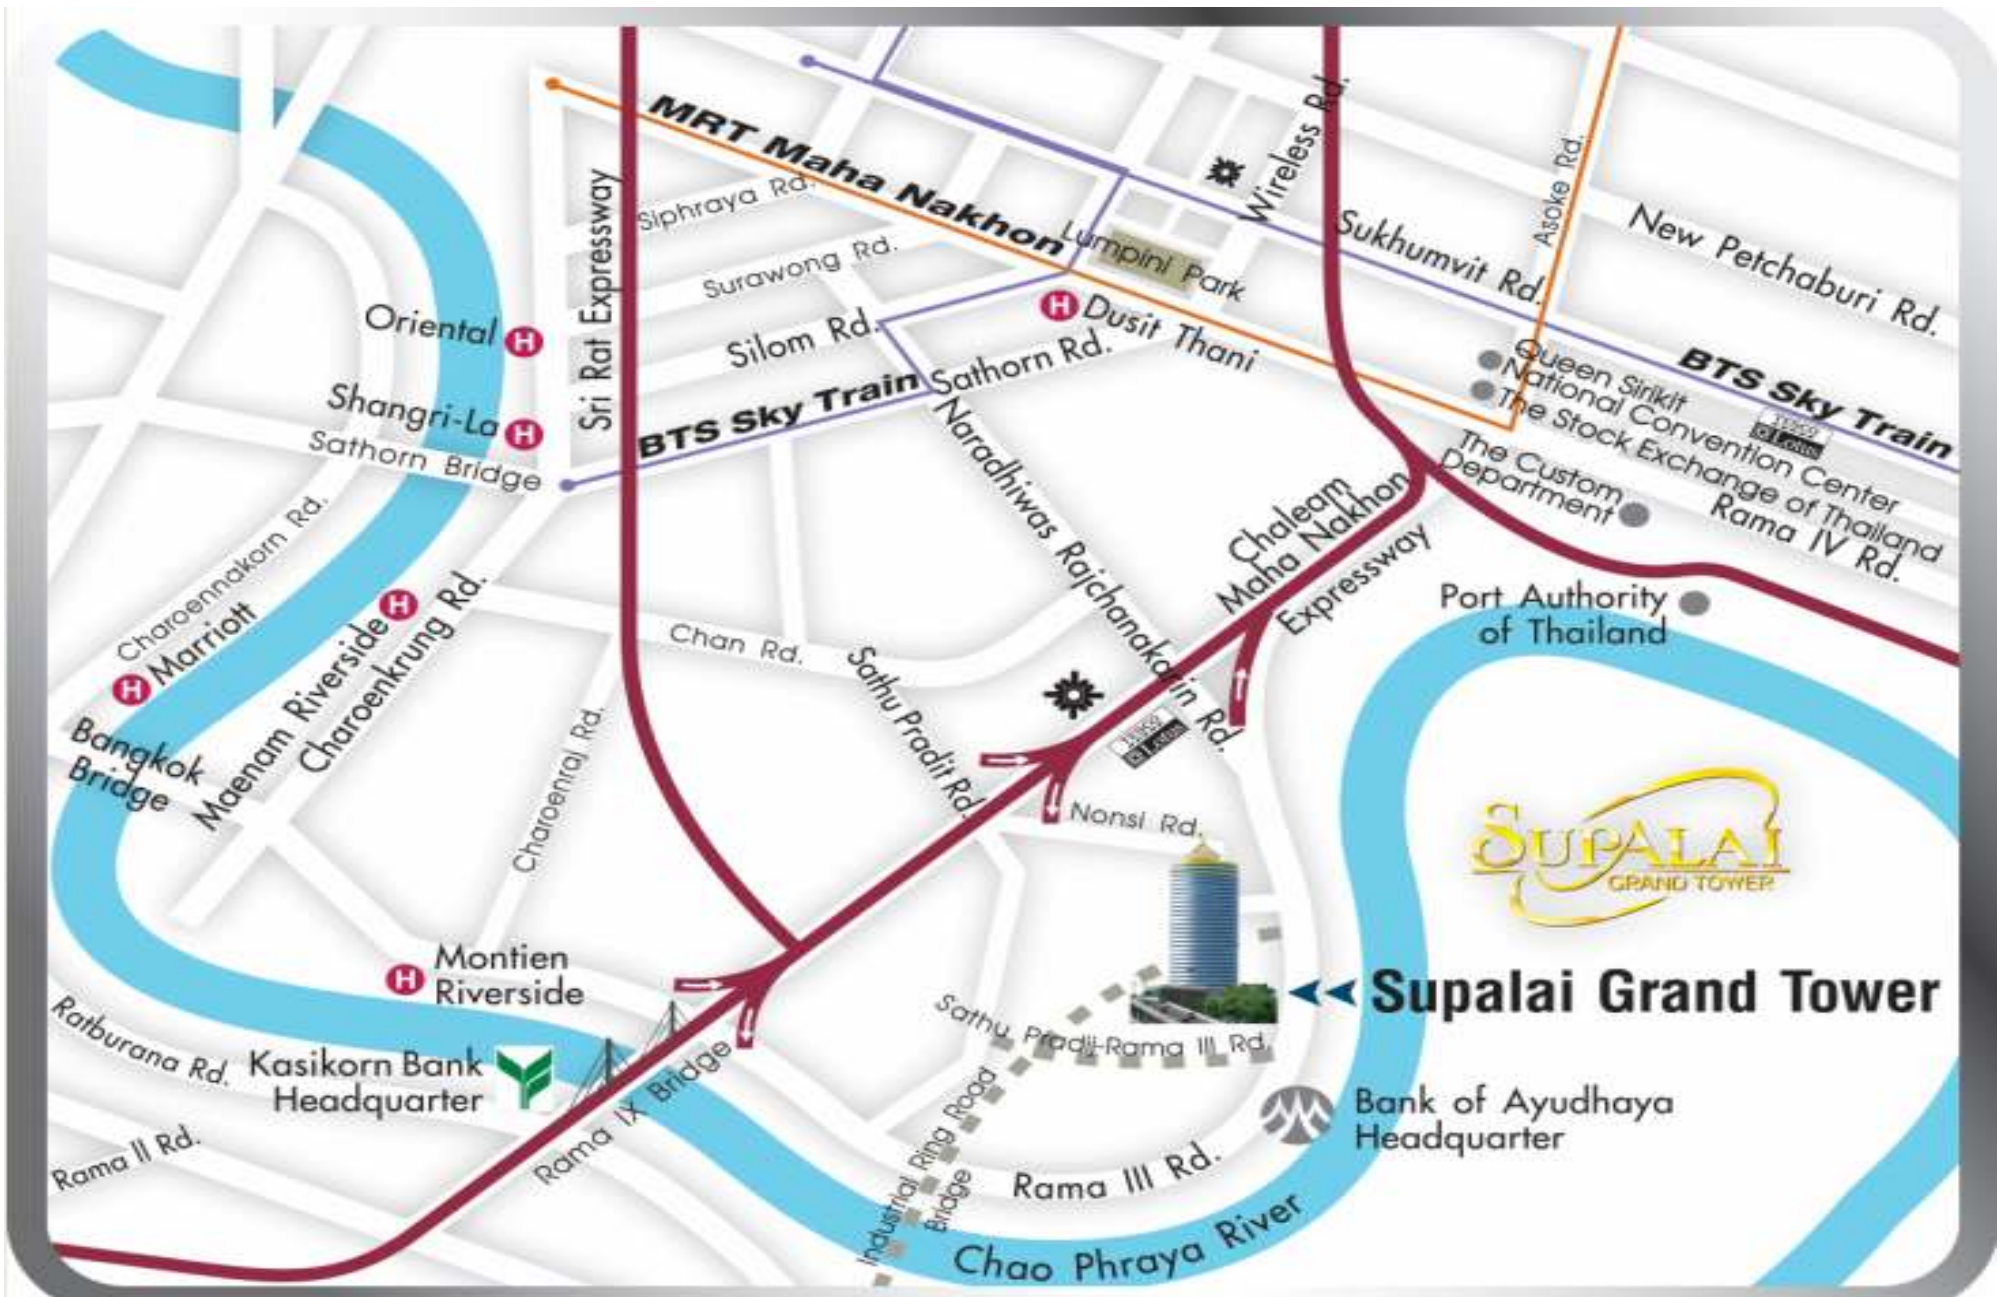 Wireless Rd.
MRT Maha Nakhon
Siphraya Rd.
Sri Rat Expressway
Lumpini Park
Sukhumvit Rd.
Asoke Rd.
New Petchaburi Rd.
Surawong Rd.
Oriental
H
Silom Rd.
H
Dusit Thani
Queen Sirikit
National Convention Center
The Stock Exchange of Thailand
BTS Sky Train
TESCO
Lotus
Shangri-La
H
BTS Sky Train
Sathorn Rd.
Sathorn Bridge
Naradhiwas Rajchanakarin Rd.
The Custom
Department
Rama IV Rd.
Chaleam
Maha Nakhon
Expressway
Charoennakorn Rd.
Port Authority
of Thailand
H
Marriott
H
Maenam Riverside
Charoenkrung Rd.
Chan Rd.
Sathu Pradit Rd.
TESCO
Lotus
Bangkok
Bridge
Charoenraj Rd.
Nonsi Rd.
SUPALAI
GRAND TOWER
H
Montien
Riverside
Supalai Grand Tower
Sathu Pradij-Rama III Rd.
Ratburana Rd.
Kasikorn Bank
Headquarter
Rama IX Bridge
Industrial Ring Road
Bridge
Bank of Ayudhaya
Headquarter
Rama II Rd.
Rama III Rd.
Chao Phraya River